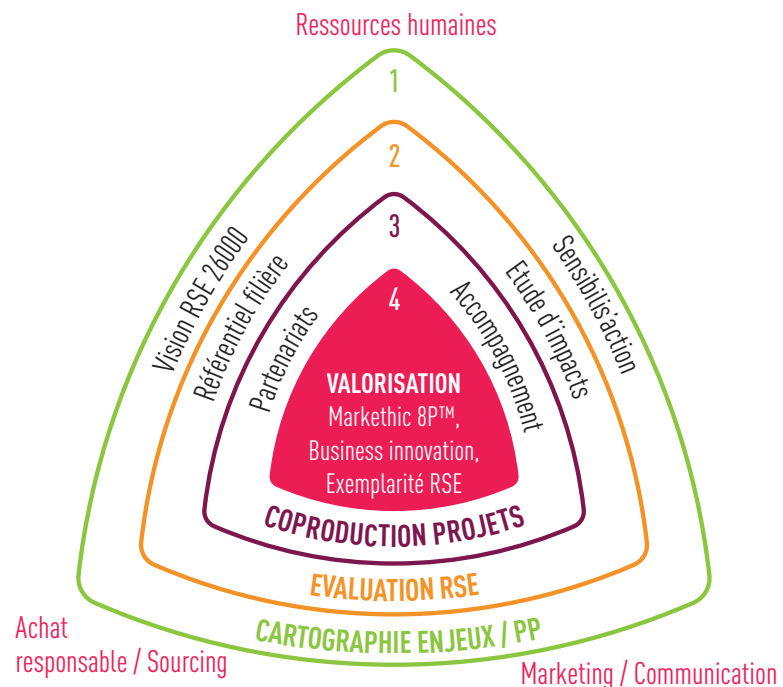 Ressources humaines
1
2
3
4
Vision RSE 26000
Sensibilis'action
Référentiel filière
Etude d'impacts
Partenariats
Accompagnement
VALORISATION
Markethic 8P™,
Business innovation,
Exemplarité RSE
COPRODUCTION PROJETS
EVALUATION RSE
CARTOGRAPHIE ENJEUX / PP
Achat
responsable / Sourcing
Marketing / Communication